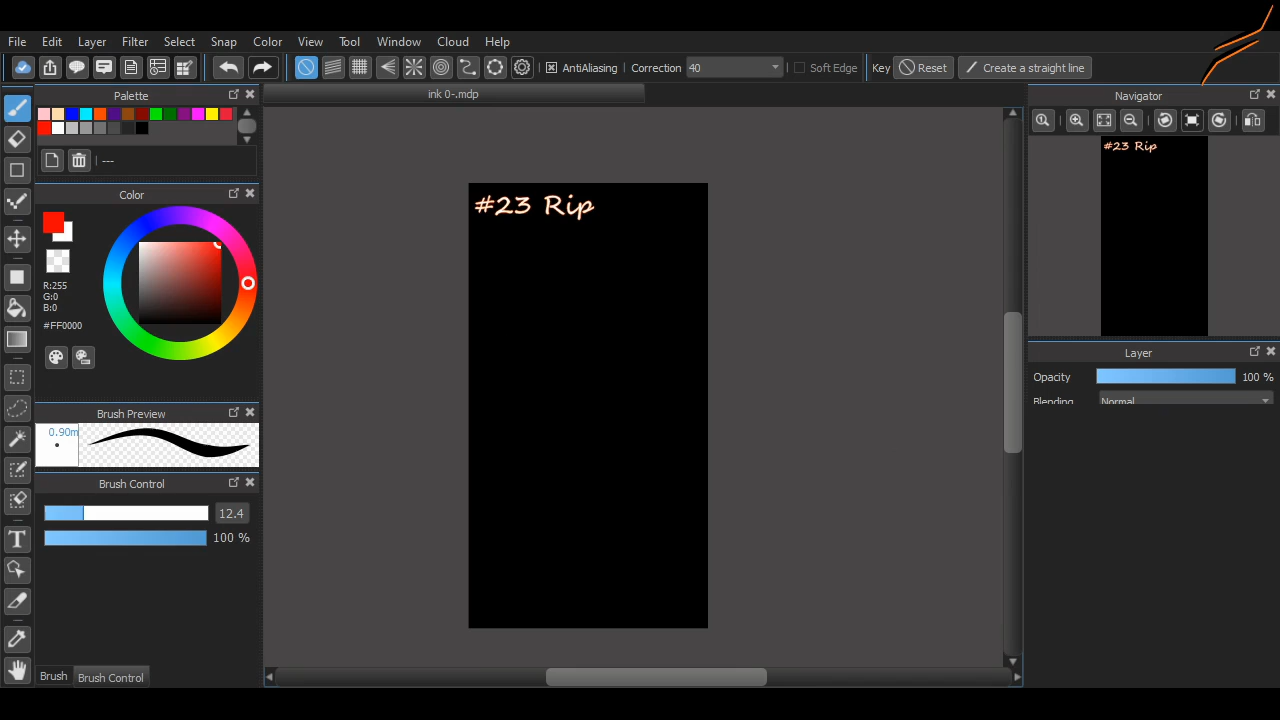 File Edit Layer Filter Select Snap Color View Tool Window Cloud Help
AntiAliasing Correction 40 Soft Edge Key Reset Create a straight line
Palette
ink 0-.mdp
Navigator
---
#23 Rip
Color
#23 Rip
R:255
G:0
B:0
#FF0000
Layer
Opacity 100 %
Blending Normal
Brush Preview
0.90m
Brush Control
12.4
100 %
T
Brush Brush Control